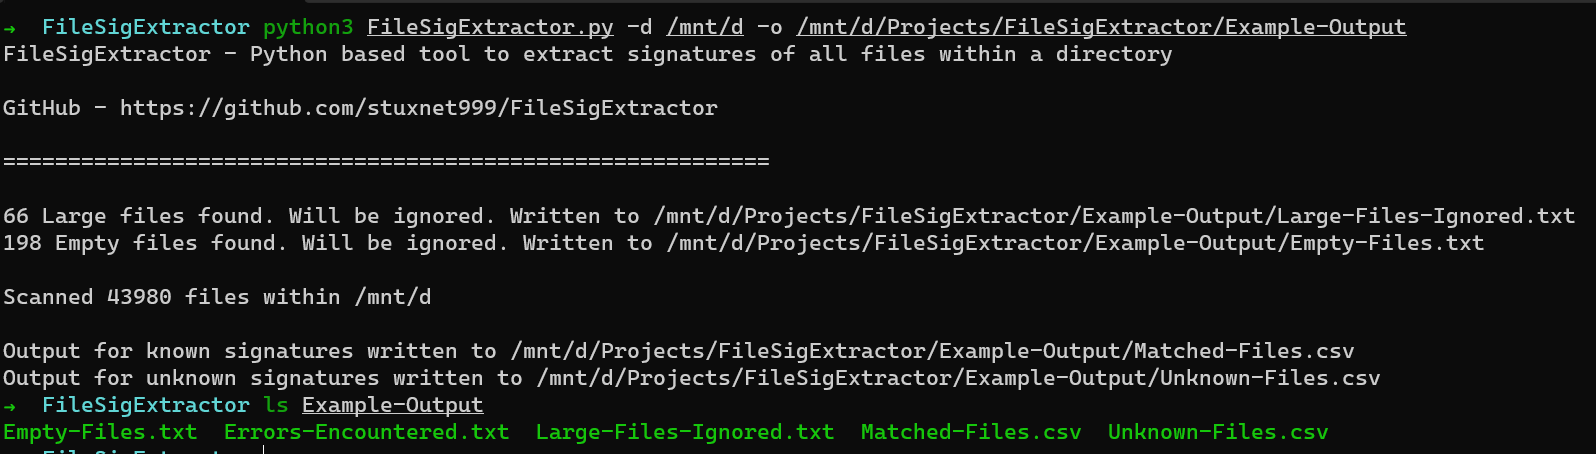 → FileSigExtractor python3 FileSigExtractor.py -d /mnt/d -o /mnt/d/Projects/FileSigExtractor/Example-Output
FileSigExtractor - Python based tool to extract signatures of all files within a directory
GitHub - https://github.com/stuxnet999/FileSigExtractor
===========================================================
66 Large files found. Will be ignored. Written to /mnt/d/Projects/FileSigExtractor/Example-Output/Large-Files-Ignored.txt
198 Empty files found. Will be ignored. Written to /mnt/d/Projects/FileSigExtractor/Example-Output/Empty-Files.txt
Scanned 43980 files within /mnt/d
Output for known signatures written to /mnt/d/Projects/FileSigExtractor/Example-Output/Matched-Files.csv
Output for unknown signatures written to /mnt/d/Projects/FileSigExtractor/Example-Output/Unknown-Files.csv
→ FileSigExtractor ls Example-Output
Empty-Files.txt Errors-Encountered.txt Large-Files-Ignored.txt Matched-Files.csv Unknown-Files.csv